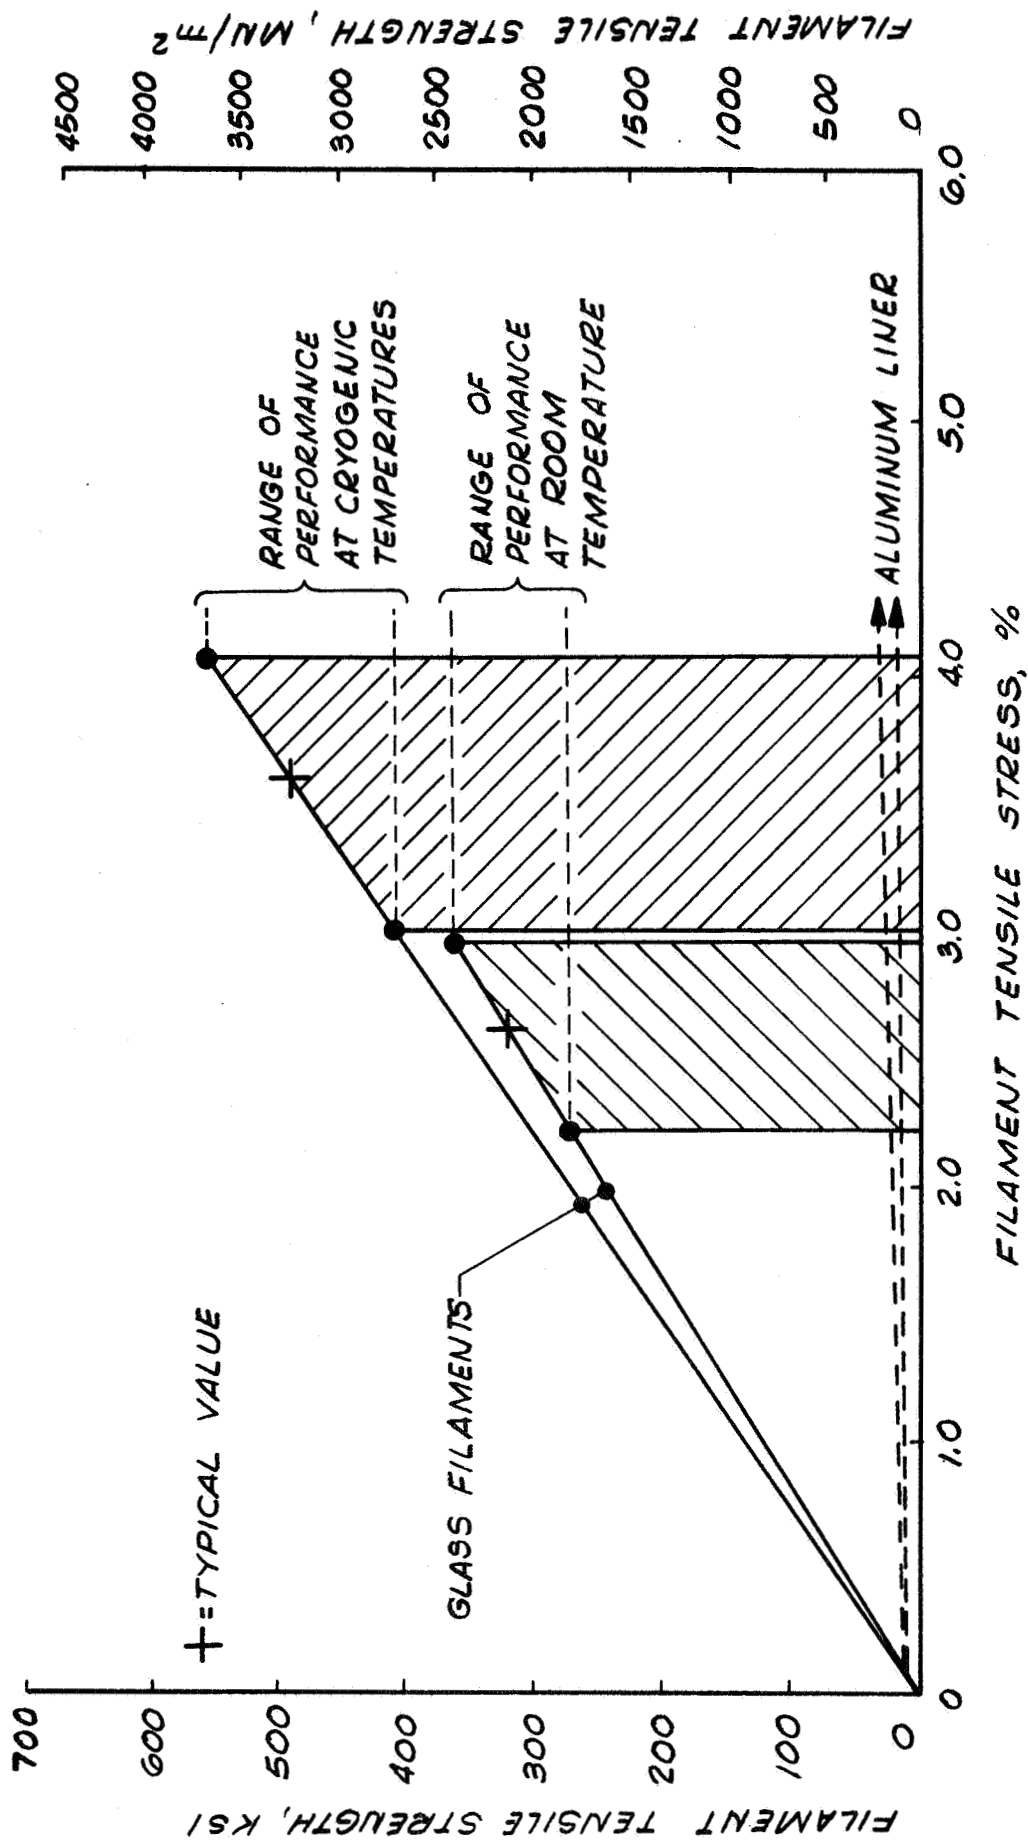 FILAMENT TENSILE STRENGTH, KSI
700
600
500
400
300
200
100
0
+ = TYPICAL VALUE
GLASS FILAMENTS
RANGE OF
PERFORMANCE
AT CRYOGENIC
TEMPERATURES
RANGE OF
PERFORMANCE
AT ROOM
TEMPERATURE
ALUMINUM LINER
4500
4000
3500
3000
2500
2000
1500
1000
500
0
FILAMENT TENSILE STRENGTH, MN/m²
0 1.0 2.0 3.0 4.0 5.0 6.0
FILAMENT TENSILE STRESS, %